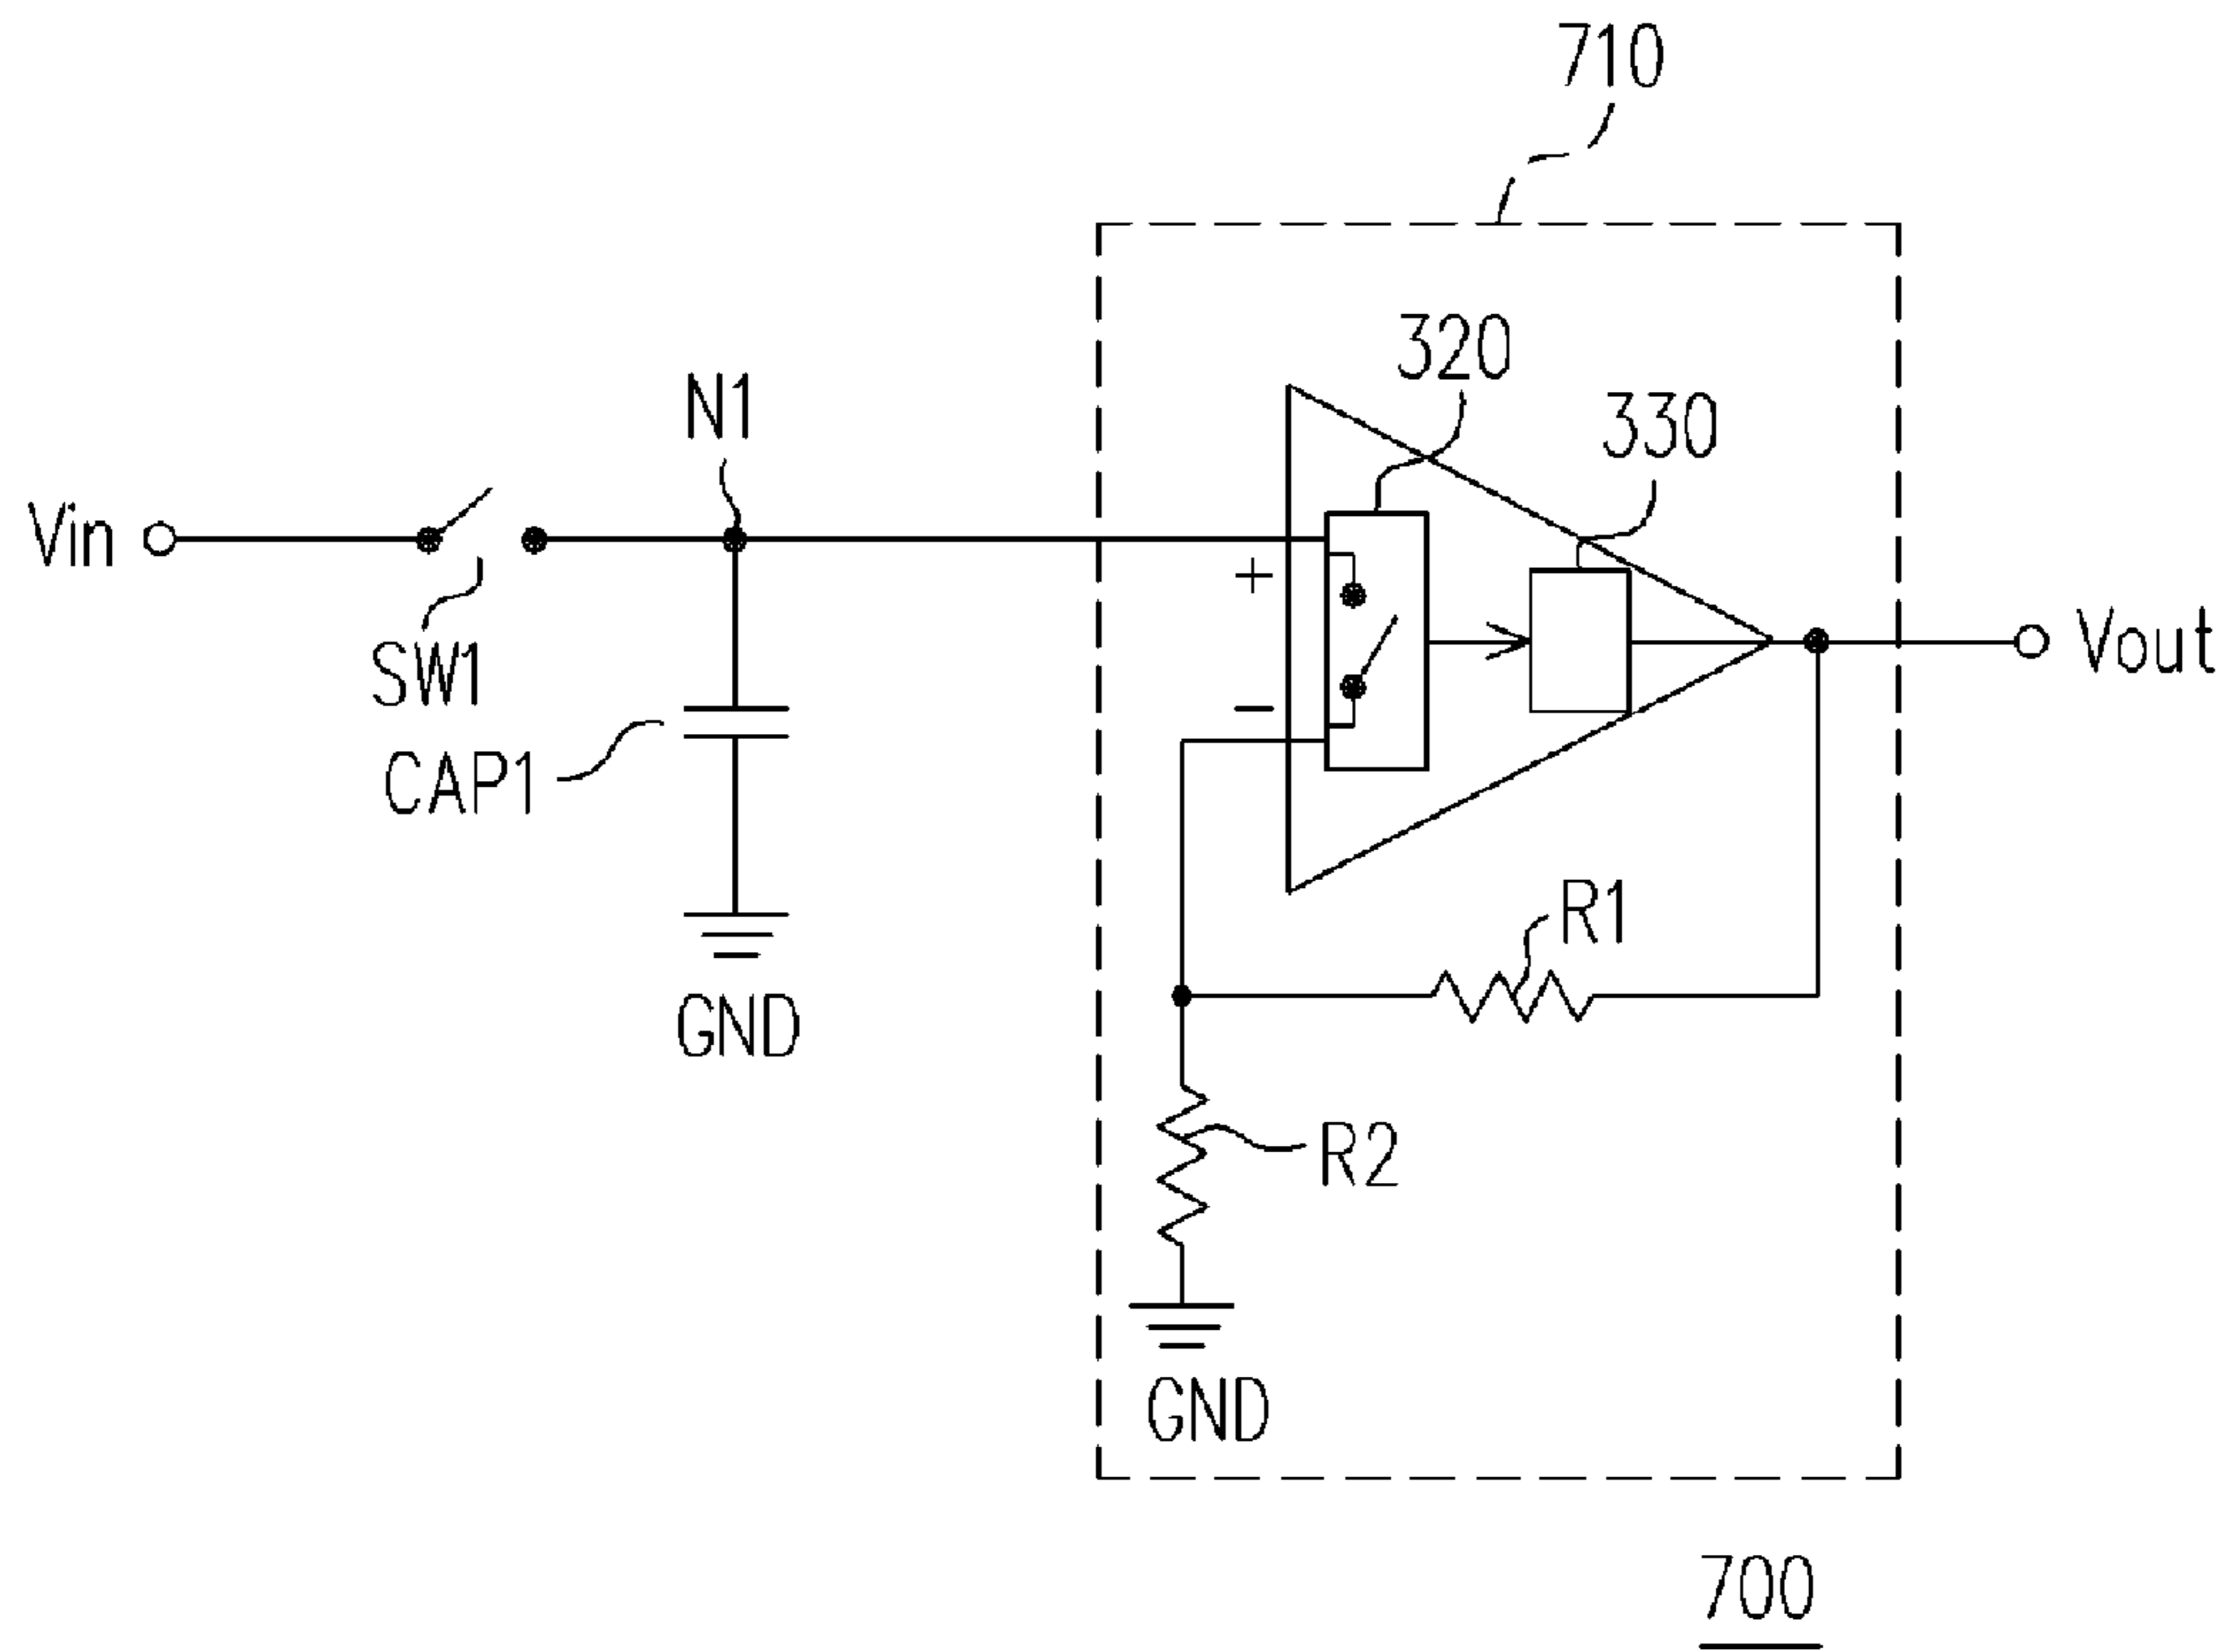 710
320
330
N1
Vin
+
SW1
−
Vout
CAP1
R1
GND
R2
GND
700